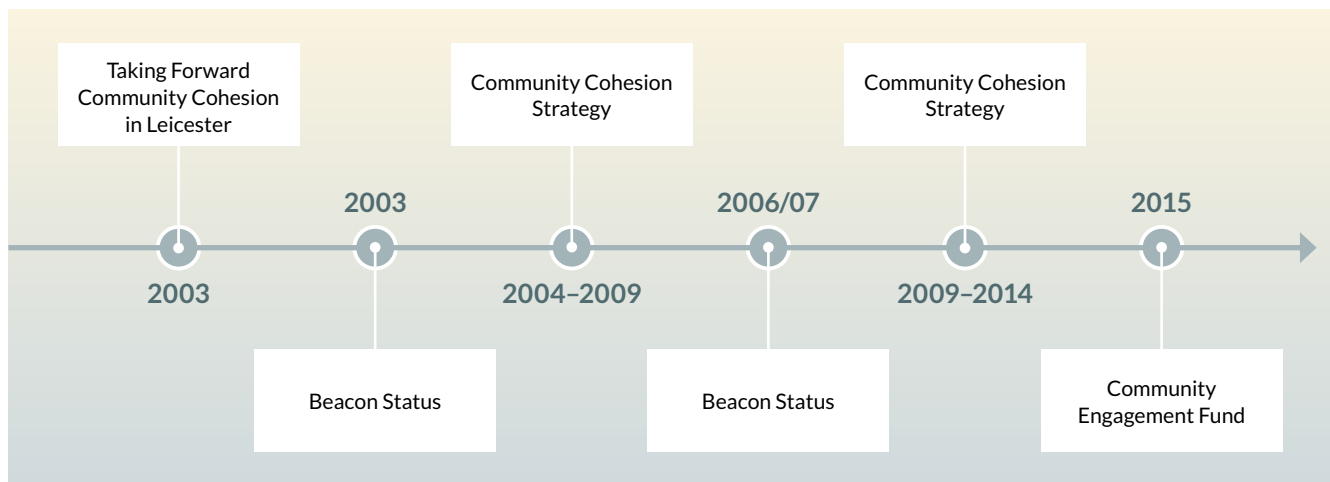 Taking Forward
Community Cohesion
in Leicester
2003
2003
Beacon Status
Community Cohesion
Strategy
2004–2009
2006/07
Beacon Status
Community Cohesion
Strategy
2009–2014
2015
Community
Engagement Fund